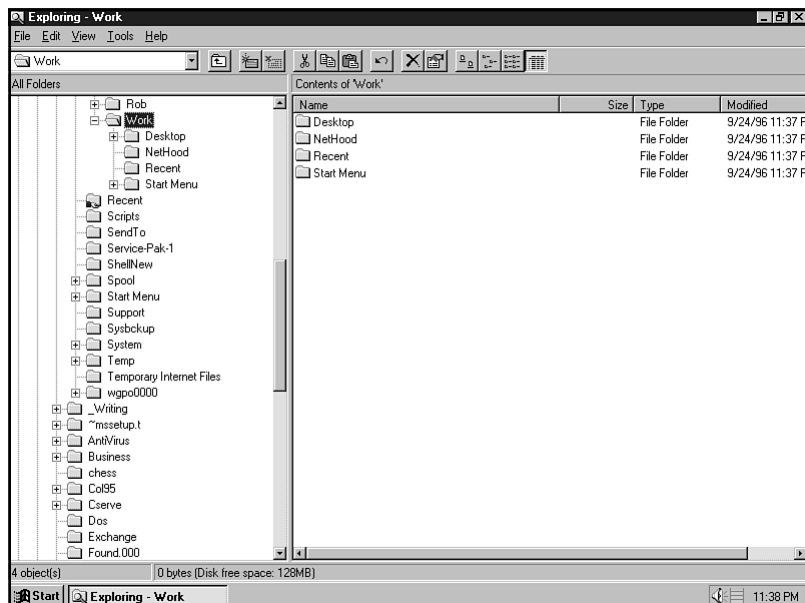 Exploring - Work
File Edit View Tools Help
Work
All Folders
Contents of 'Work'
Rob
Work
Desktop
NetHood
Recent
Start Menu
Recent
Scripts
SendTo
Service-Pak-1
ShellNew
Spool
Start Menu
Support
Sysbckup
System
Temp
Temporary Internet Files
wgpo0000
_Writing
~mssetup.t
AntiVirus
Business
chess
Col95
Cserve
Dos
Exchange
Found.000
Name Size Type Modified
Desktop File Folder 9/24/96 11:37 P
NetHood File Folder 9/24/96 11:37 P
Recent File Folder 9/24/96 11:37 P
Start Menu File Folder 9/24/96 11:37 P
4 object(s) 0 bytes (Disk free space: 128MB)
Start Exploring - Work 11:38 PM